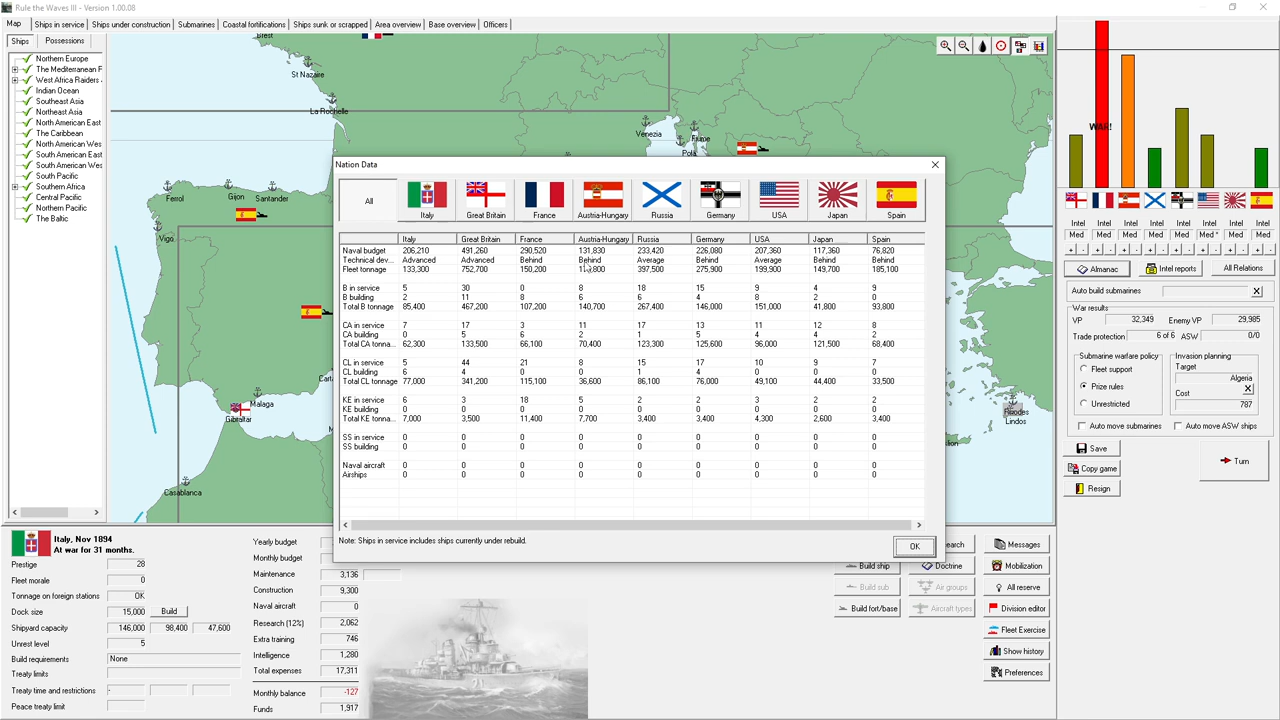 Rule the Waves III - Version 1.00.08
Map Ships in service Ships under construction Submarines Coastal fortifications Ships sunk or scrapped Area overview Base overview Officers
Ships Possessions
Northern Europe
The Mediterranean
West Africa Raiders
Indian Ocean
Southeast Asia
Northeast Asia
North American East
The Caribbean
North American Wes
South American East
South American Wes
South Pacific
Southern Africa
Central Pacific
Northern Pacific
The Baltic
Brest
St Nazaire
La Rochelle
Ferrol
Gijon
Santander
Vigo
Malaga
Gibraltar
Casablanca
Venezia
Fiume
Pola
Rhodes
Lindos
Nation Data
All Italy Great Britain France Austria-Hungary Russia Germany USA Japan Spain
Italy Great Britain France Austria-Hungary Russia Germany USA Japan Spain
Naval budget 206,210 491,260 290,520 131,830 233,420 226,080 207,360 117,360 76,820
Technical dev... Advanced Advanced Behind Behind Average Behind Average Behind Behind
Fleet tonnage 133,300 752,700 150,200 397,500 275,900 199,900 149,700 185,100
B in service 5 30 0 8 18 15 9 4 9
B building 2 11 8 6 6 4 8 2 0
Total B tonnage 85,400 467,200 107,200 140,700 267,400 146,000 151,000 41,800 93,800
CA in service 7 17 3 11 17 13 11 12 8
CA building 0 5 6 2 4 5 4 4 2
Total CA tonna... 62,300 133,500 66,100 70,400 123,300 125,600 96,000 121,500 68,400
CL in service 5 44 21 8 15 17 10 9 7
CL building 6 4 0 0 1 4 0 0 0
Total CL tonnage 77,000 341,200 115,100 36,600 86,100 76,000 49,100 44,400 33,500
KE in service 6 3 18 5 2 2 3 2 2
KE building 0 0 0 0 0 0 0 0 0
Total KE tonna... 7,000 3,500 11,400 7,700 3,400 3,400 4,300 2,600 3,400
SS in service 0 0 0 0 0 0 0 0 0
SS building 0 0 0 0 0 0 0 0 0
Naval aircraft 0 0 0 0 0 0 0 0 0
Airships 0 0 0 0 0 0 0 0 0
Note: Ships in service includes ships currently under rebuild.
OK
WAR!
Intel Intel Intel Intel Intel Intel Intel Intel
Med Med Med Med Med Med * Med Med
+ - + - + - + - + - + - + - + -
Almanac Intel reports All Relations
Auto build submarines
War results
VP 32,349 Enemy VP 29,985
Trade protection 6 of 6 ASW 0/0
Submarine warfare policy
Fleet support
Prize rules
Unrestricted
Invasion planning
Target
Algeria
Cost
787
Auto move submarines Auto move ASW ships
Save
Copy game
Resign
Turn
Italy, Nov 1894
At war for 31 months.
Prestige 28
Fleet morale 0
Tonnage on foreign stations OK
Dock size 15,000 Build
Shipyard capacity 146,000 98,400 47,600
Unrest level 5
Build requirements None
Treaty limits
Treaty time and restrictions -
Peace treaty limit
Yearly budget
Monthly budget
Maintenance 3,136
Construction 9,300
Naval aircraft 0
Research (12%) 2,062
Extra training 746
Intelligence 1,280
Total expenses 17,311
Monthly balance -127
Funds 1,917
Build ship
Build sub
Build fort/base
Doctrine
Air groups
Aircraft types
Messages
Mobilization
All reserve
Division editor
Fleet Exercise
Show history
Preferences